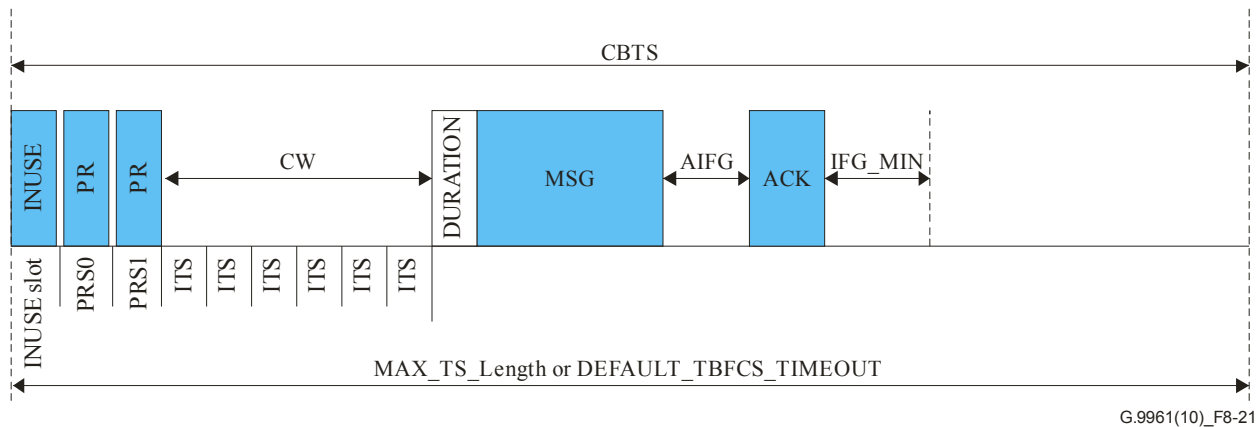 CBTS
INUSE
PR
PR
CW
DURATION
MSG
AIFG
ACK
IFG_MIN
INUSE slot
PRS0
PRS1
ITS
ITS
ITS
ITS
ITS
ITS
MAX_TS_Length or DEFAULT_TBFCS_TIMEOUT
G.9961(10)_F8-21